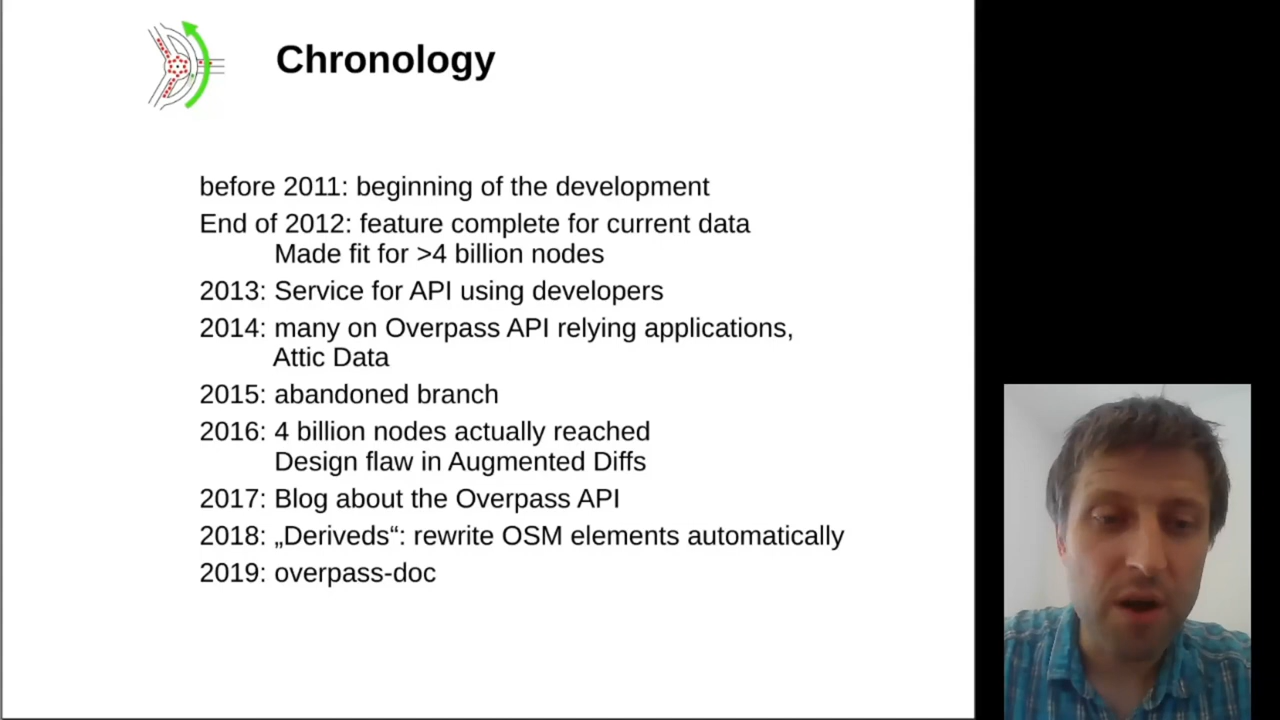 Chronology
before 2011: beginning of the development
End of 2012: feature complete for current data
Made fit for >4 billion nodes
2013: Service for API using developers
2014: many on Overpass API relying applications,
Attic Data
2015: abandoned branch
2016: 4 billion nodes actually reached
Design flaw in Augmented Diffs
2017: Blog about the Overpass API
2018: „Deriveds“: rewrite OSM elements automatically
2019: overpass-doc